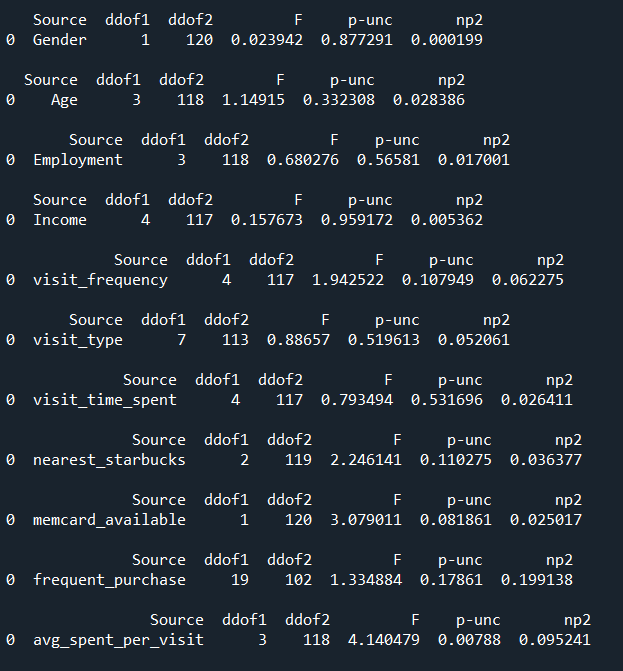 Source ddof1 ddof2 F p-unc np2
0 Gender 1 120 0.023942 0.877291 0.000199
Source ddof1 ddof2 F p-unc np2
0 Age 3 118 1.14915 0.332308 0.028386
Source ddof1 ddof2 F p-unc np2
0 Employment 3 118 0.680276 0.56581 0.017001
Source ddof1 ddof2 F p-unc np2
0 Income 4 117 0.157673 0.959172 0.005362
Source ddof1 ddof2 F p-unc np2
0 visit_frequency 4 117 1.942522 0.107949 0.062275
Source ddof1 ddof2 F p-unc np2
0 visit_type 7 113 0.88657 0.519613 0.052061
Source ddof1 ddof2 F p-unc np2
0 visit_time_spent 4 117 0.793494 0.531696 0.026411
Source ddof1 ddof2 F p-unc np2
0 nearest_starbucks 2 119 2.246141 0.110275 0.036377
Source ddof1 ddof2 F p-unc np2
0 memcard_available 1 120 3.079011 0.081861 0.025017
Source ddof1 ddof2 F p-unc np2
0 frequent_purchase 19 102 1.334884 0.17861 0.199138
Source ddof1 ddof2 F p-unc np2
0 avg_spent_per_visit 3 118 4.140479 0.00788 0.095241